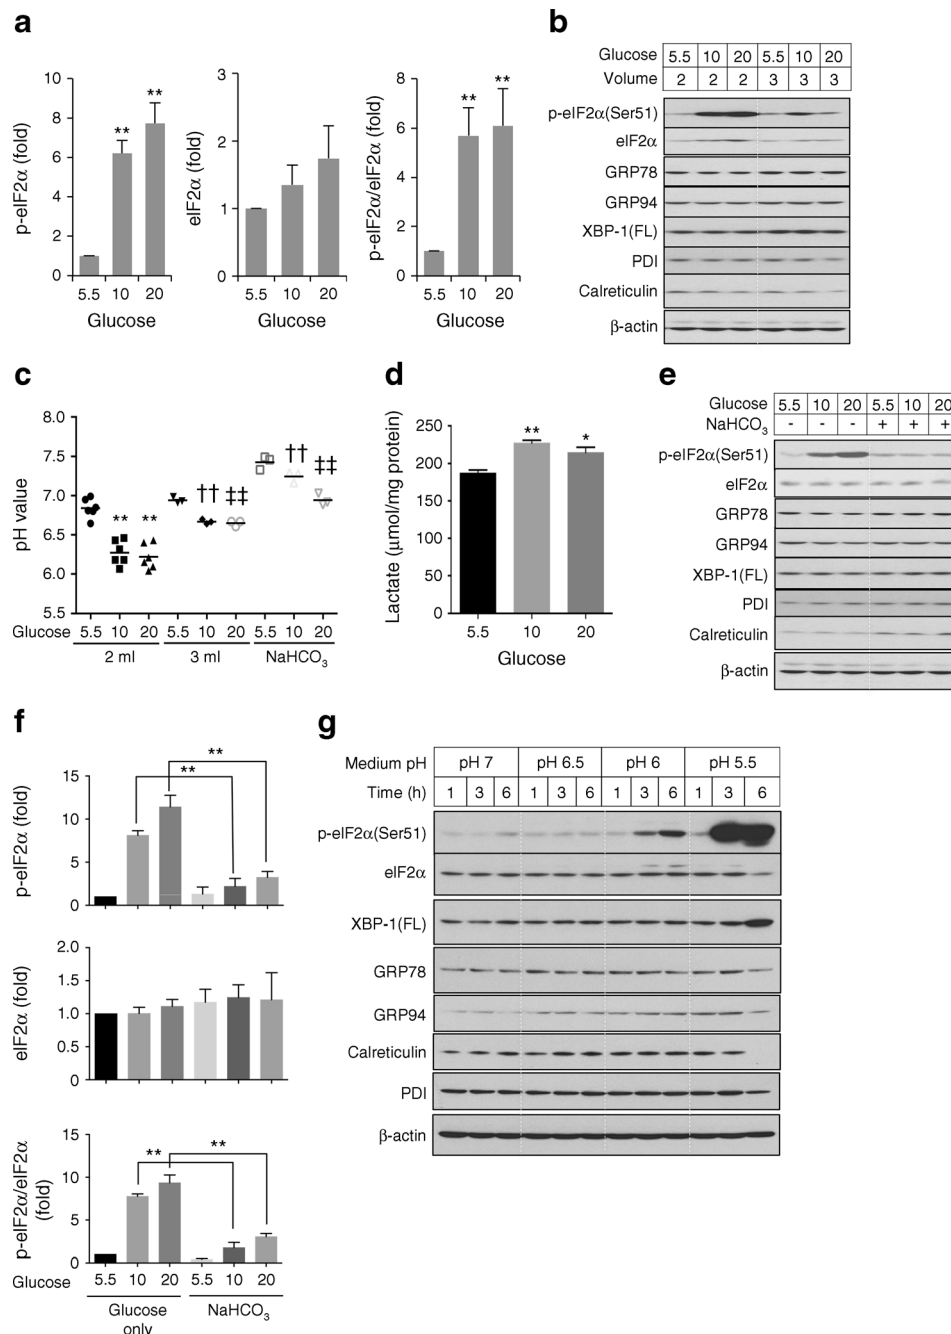 a
p-eIF2α (fold)
10
8
6
4
2
0
**
**
5.5 10 20
Glucose
eIF2α (fold)
3
2
1
0
5.5 10 20
Glucose
p-eIF2α/eIF2α (fold)
8
6
4
2
0
**
**
5.5 10 20
Glucose
b
Glucose 5.5 10 20 5.5 10 20
Volume 2 2 2 3 3 3
p-eIF2α(Ser51)
eIF2α
GRP78
GRP94
XBP-1(FL)
PDI
Calreticulin
β-actin
c
pH value
8.0
7.5
7.0
6.5
6.0
5.5
** ** †† ‡‡ †† ‡‡
Glucose 5.5 10 20 5.5 10 20 5.5 10 20
2 ml 3 ml NaHCO₃
d
Lactate (μmol/mg protein)
250
200
150
100
50
0
** *
5.5 10 20
Glucose
e
Glucose 5.5 10 20 5.5 10 20
NaHCO₃ - - - + + +
p-eIF2α(Ser51)
eIF2α
GRP78
GRP94
XBP-1(FL)
PDI
Calreticulin
β-actin
f
p-eIF2α (fold)
15
10
5
0
**
**
eIF2α (fold)
2.0
1.5
1.0
0.5
0
p-eIF2α/eIF2α
(fold)
15
10
5
0
** **
Glucose 5.5 10 20 5.5 10 20
Glucose
only
NaHCO₃
g
Medium pH pH 7 pH 6.5 pH 6 pH 5.5
Time (h) 1 3 6 1 3 6 1 3 6 1 3 6
p-eIF2α(Ser51)
eIF2α
XBP-1(FL)
GRP78
GRP94
Calreticulin
PDI
β-actin